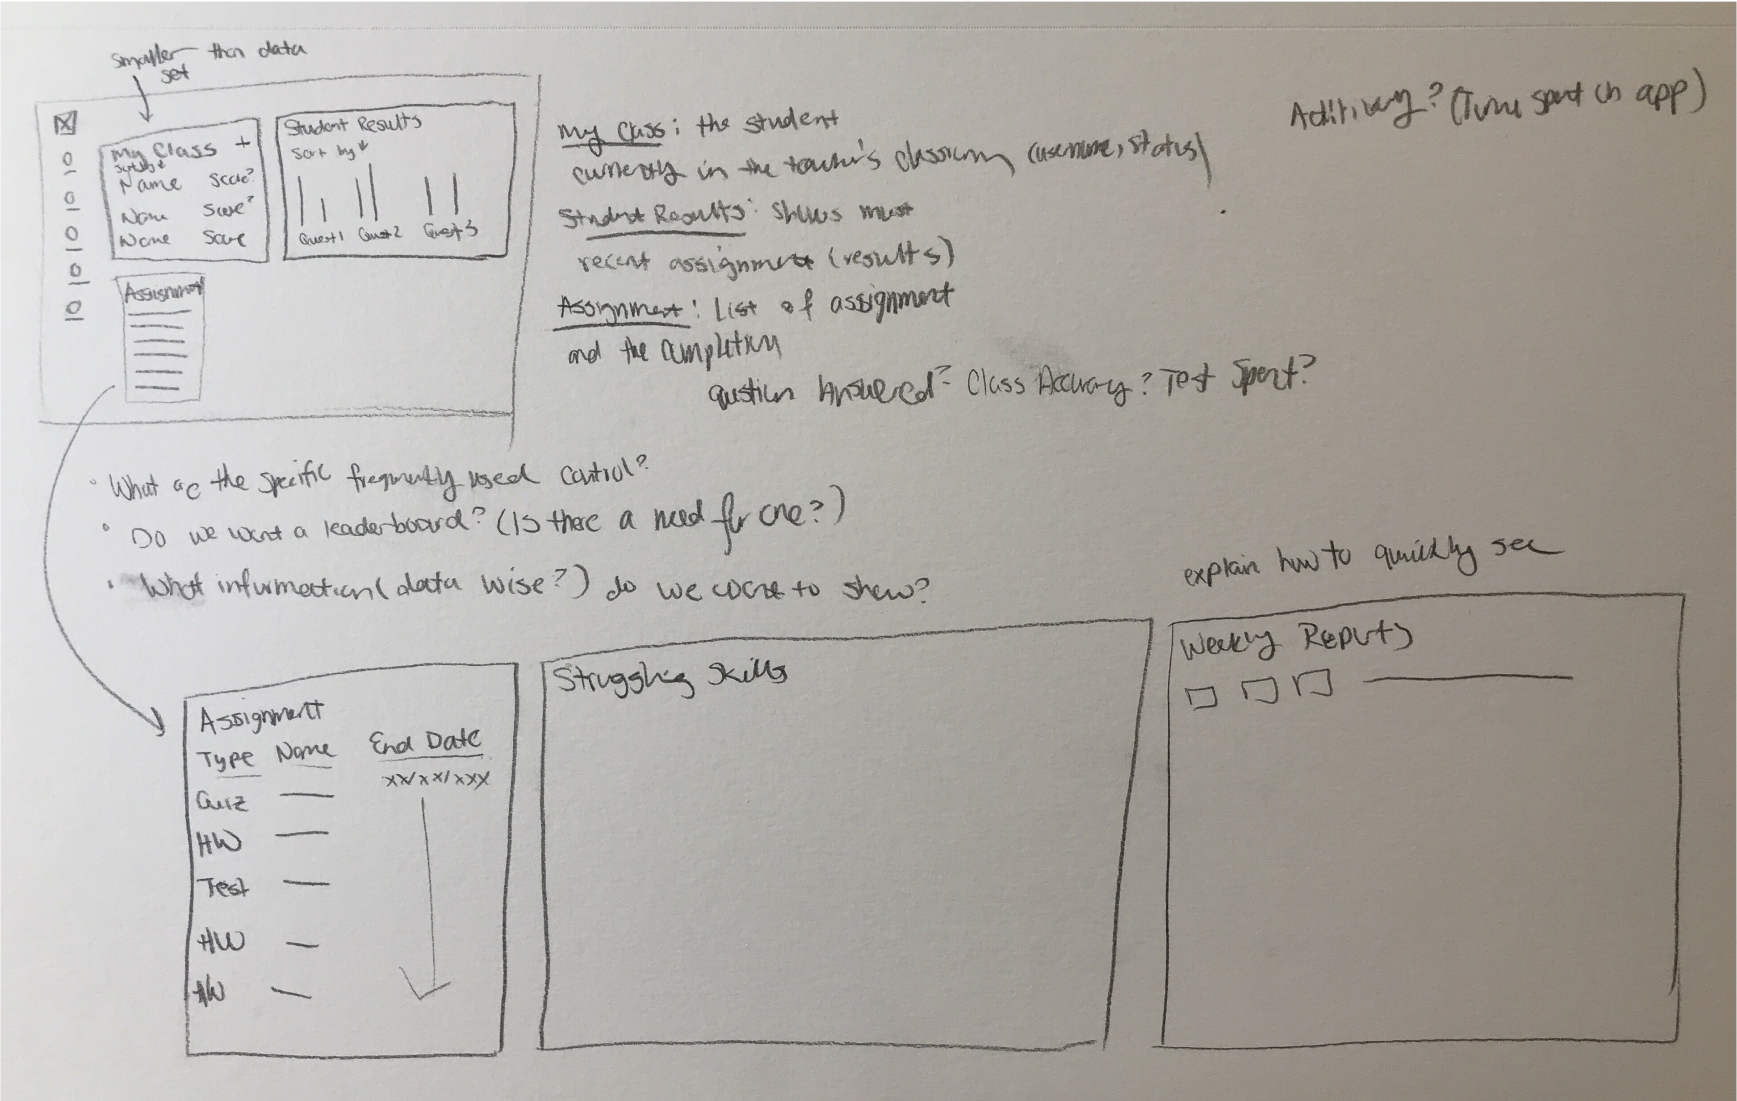 smaller than data
set
My Class +
Sort by
Name Score?
Name Score?
Name Score
Student Results
Sort by
Quest 1 Quest 2 Quest 3
Assignment
My Class: the student
currently in the teacher's classroom (username, status)
Student Results: shows most
recent assignment (results)
Assignment: List of assignment
and the completion
question Answered? Class Accuracy? Test Spent?
(Time spent on app)
• What are the specific frequently used control?
• Do we want a leaderboard? (Is there a need for one?)
• What information (data wise?) do we want to show?
Assignment
Type Name End Date
xx/xx/xxx
Quiz
HW
Test
HW
HW
Struggling Skills
explain how to quickly see
Weekly Reports